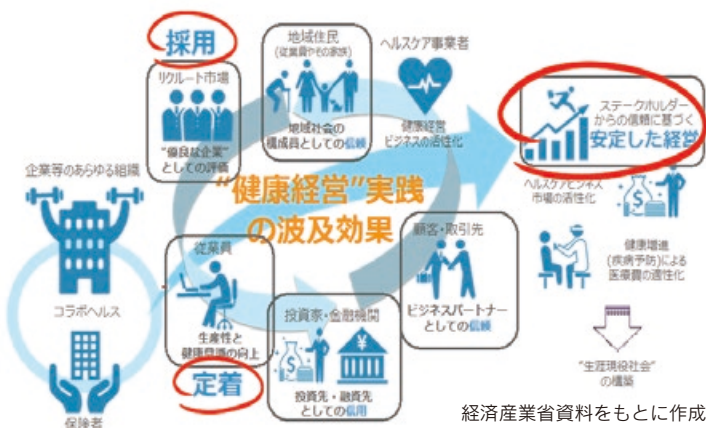 採用
リクルート市場
“優良な企業”
としての評価
地域住民
(従業員やその家族)
地域社会の
構成員としての信頼
ヘルスケア事業者
健康経営
ビジネスの活性化
ステークホルダー
からの信頼に基づく
安定した経営
企業等のあらゆる組織
コラボヘルス
保険者
“健康経営”実践
の波及効果
従業員
生産性と
健康意識の向上
定着
投資家・金融機関
投資先・融資先
としての信用
顧客・取引先
ビジネスパートナー
としての信頼
ヘルスケアビジネス
市場の活性化
健康増進
(疾病予防)による
医療費の適性化
“生涯現役社会”
の構築
経済産業省資料をもとに作成